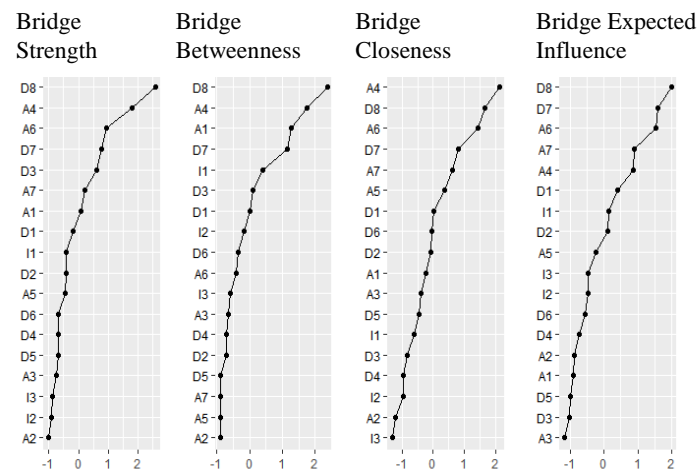 Bridge Strength
Bridge Betweenness
Bridge Closeness
Bridge Expected Influence
D8
A4
A6
D7
D3
A7
A1
D1
I1
D2
A5
D6
D4
D5
A3
I3
I2
A2
-1 0 1 2
D8
A4
A1
D7
I1
D3
D1
I2
D6
A6
I3
A3
D4
D2
D5
A7
A5
A2
-1 0 1 2
A4
D8
A6
D7
A7
A5
D1
D6
D2
A1
A3
D5
I1
D3
D4
I2
A2
I3
-1 0 1 2
D8
D7
A6
A7
A4
D1
I1
D2
A5
I3
I2
D6
D4
A2
A1
D5
D3
A3
-1 0 1 2